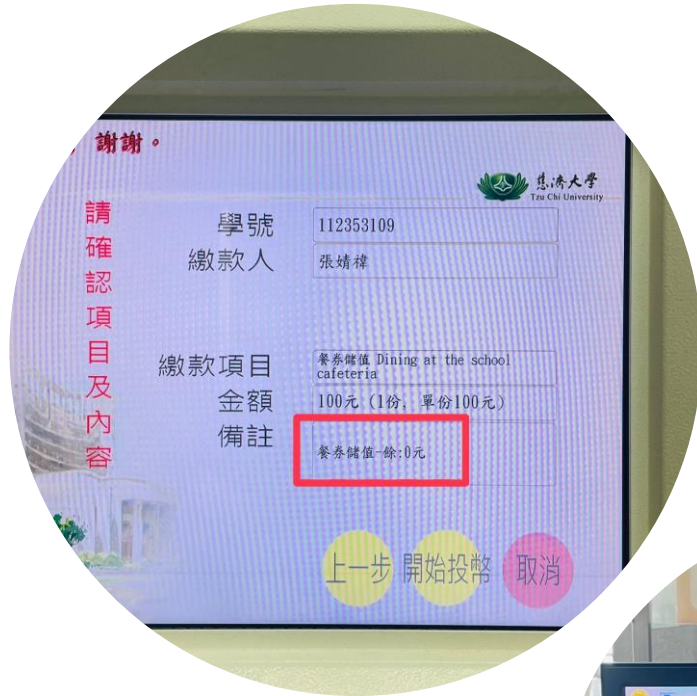 謝謝。
慈濟大學
Tzu Chi University
請確認項目及內容
學號 112353109
繳款人 張婧禕
繳款項目 餐券儲值 Dining at the school
cafeteria
金額 100元 (1份, 單份100元)
備註 餐券儲值-餘:0元
上一步 開始投幣 取消